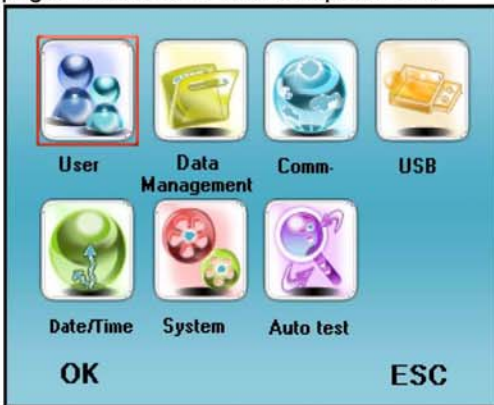 User
Data
Management
Comm-
USB
Date/Time
System
Auto test
OK
ESC